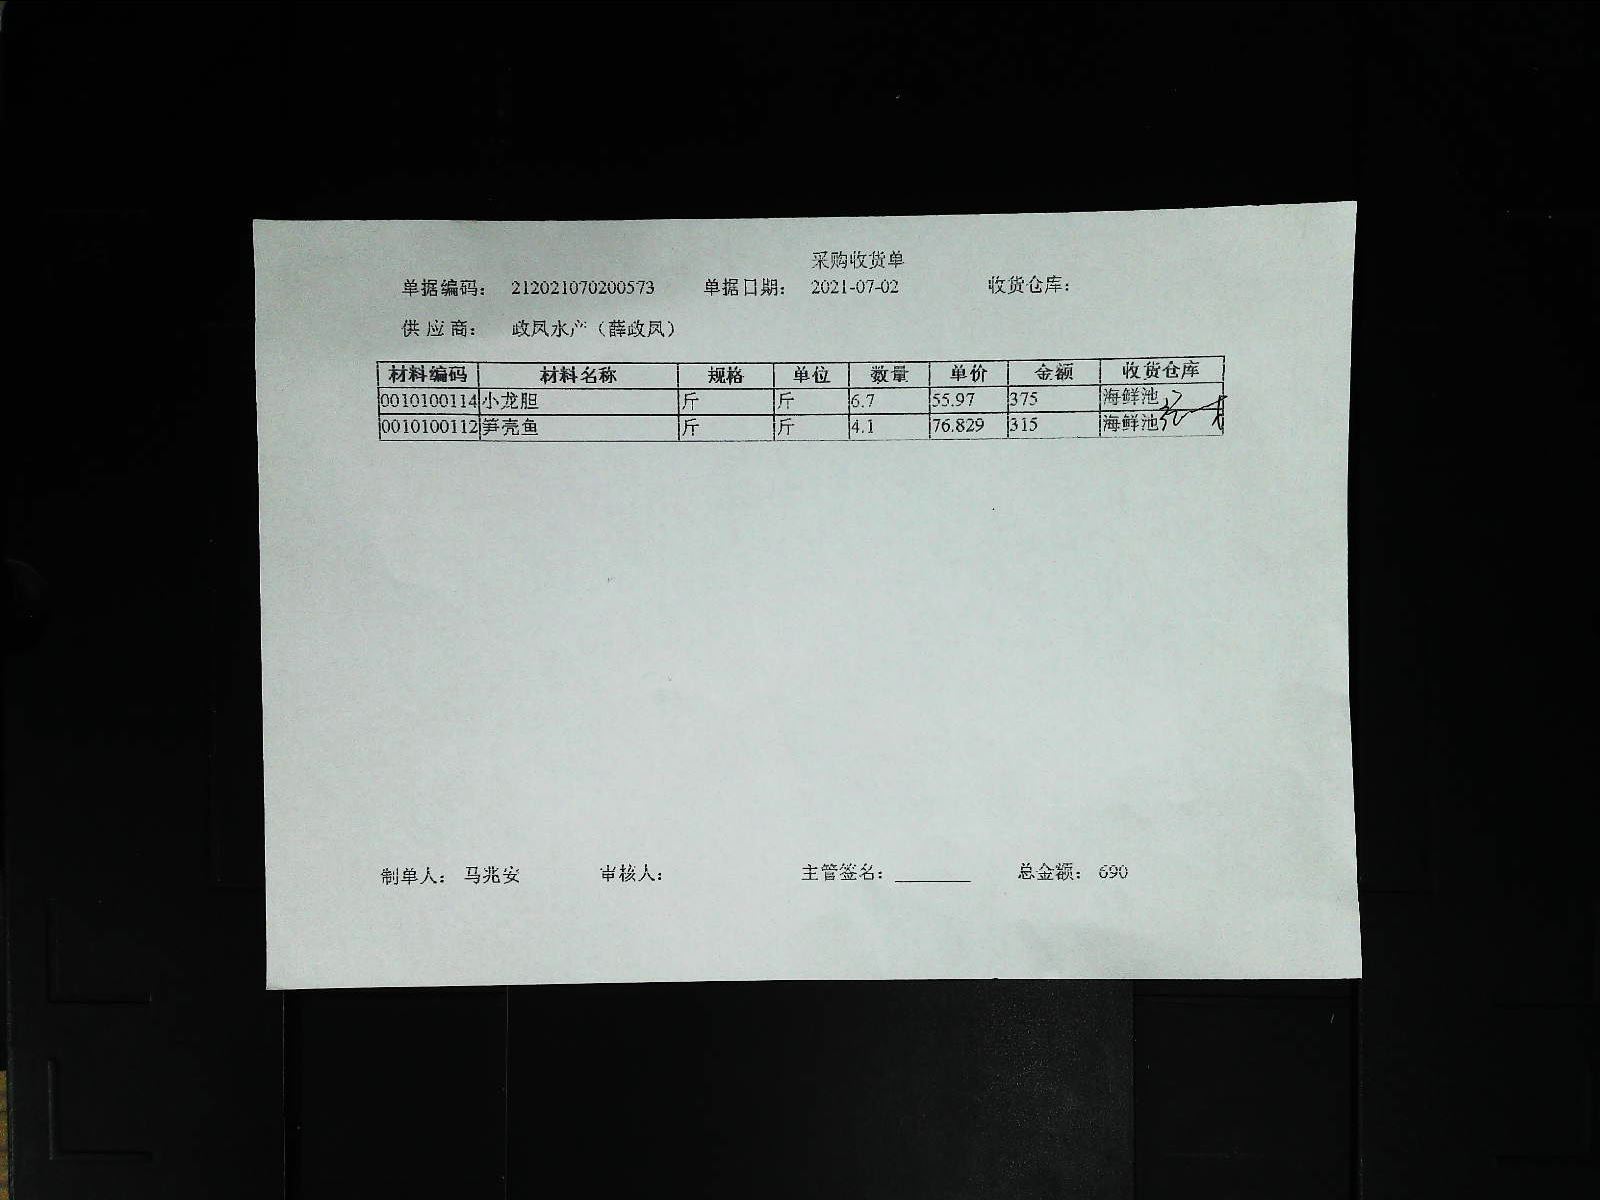 采购收货单
单据编码： 212021070200573 单据日期： 2021-07-02 收货仓库：
供应商： 政凤水产（薛政凤）
材料编码 材料名称 规格 单位 数量 单价 金额 收货仓库
0010100114 小龙胆 斤 斤 6.7 55.97 375 海鲜池
0010100112 笋壳鱼 斤 斤 4.1 76.829 315 海鲜池
制单人： 马兆安 审核人： 主管签名： 总金额： 690